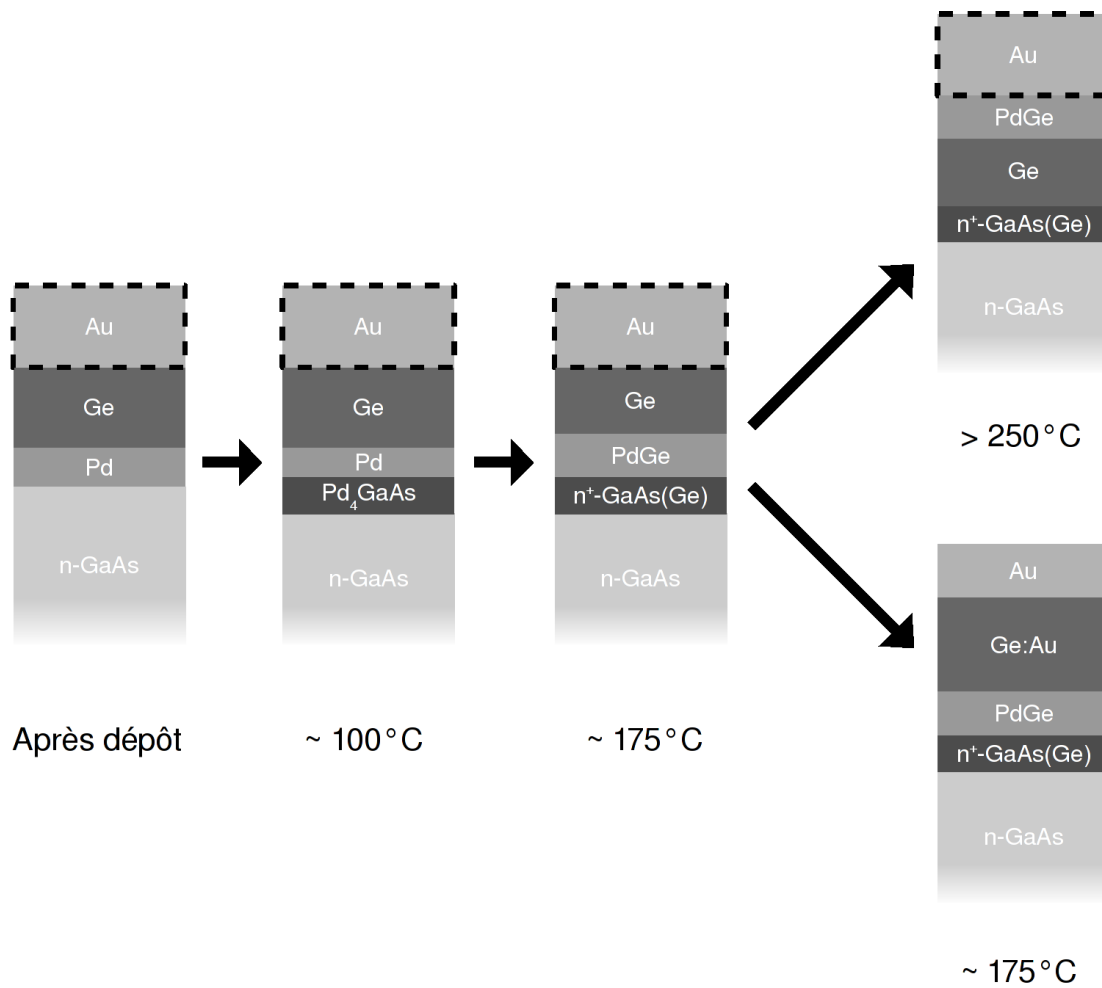 Au
Ge
Pd
n-GaAs
Après dépôt
Au
Ge
Pd
Pd₄GaAs
n-GaAs
~ 100°C
Au
Ge
PdGe
n⁺-GaAs(Ge)
n-GaAs
~ 175°C
Au
PdGe
Ge
n⁺-GaAs(Ge)
n-GaAs
> 250°C
Au
Ge:Au
PdGe
n⁺-GaAs(Ge)
n-GaAs
~ 175°C